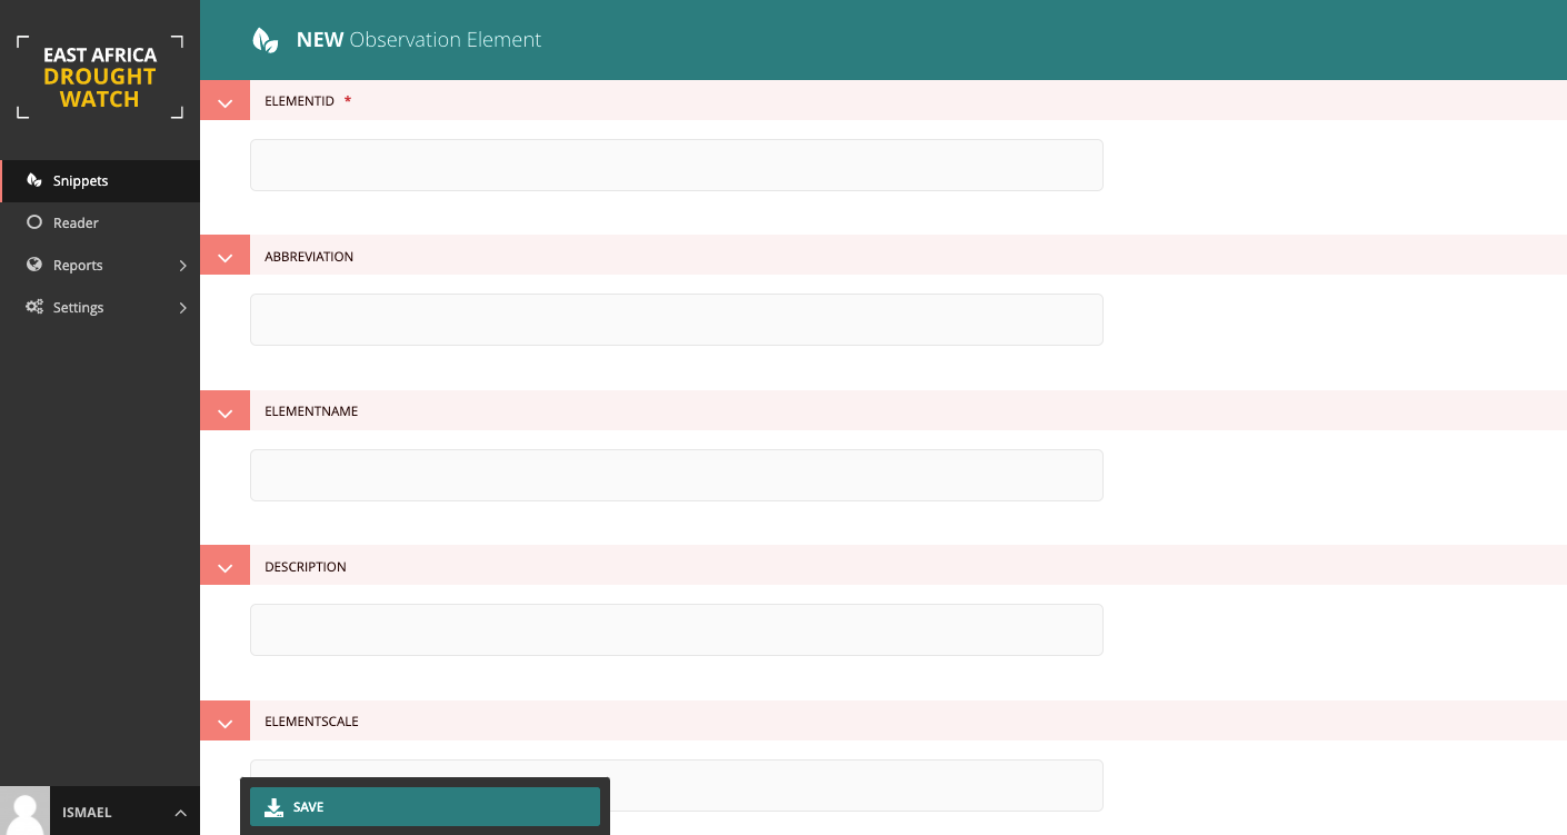 EAST AFRICA
DROUGHT
WATCH
Snippets
Reader
Reports
Settings
ISMAEL
NEW Observation Element
ELEMENTID *
ABBREVIATION
ELEMENTNAME
DESCRIPTION
ELEMENTSCALE
SAVE